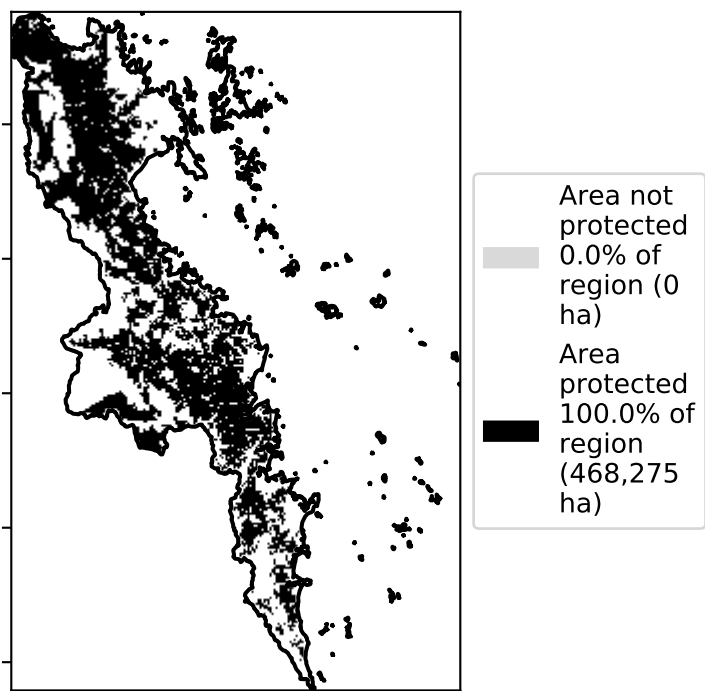 Area not
protected
0.0% of
region (0
ha)
Area
protected
100.0% of
region
(468,275
ha)